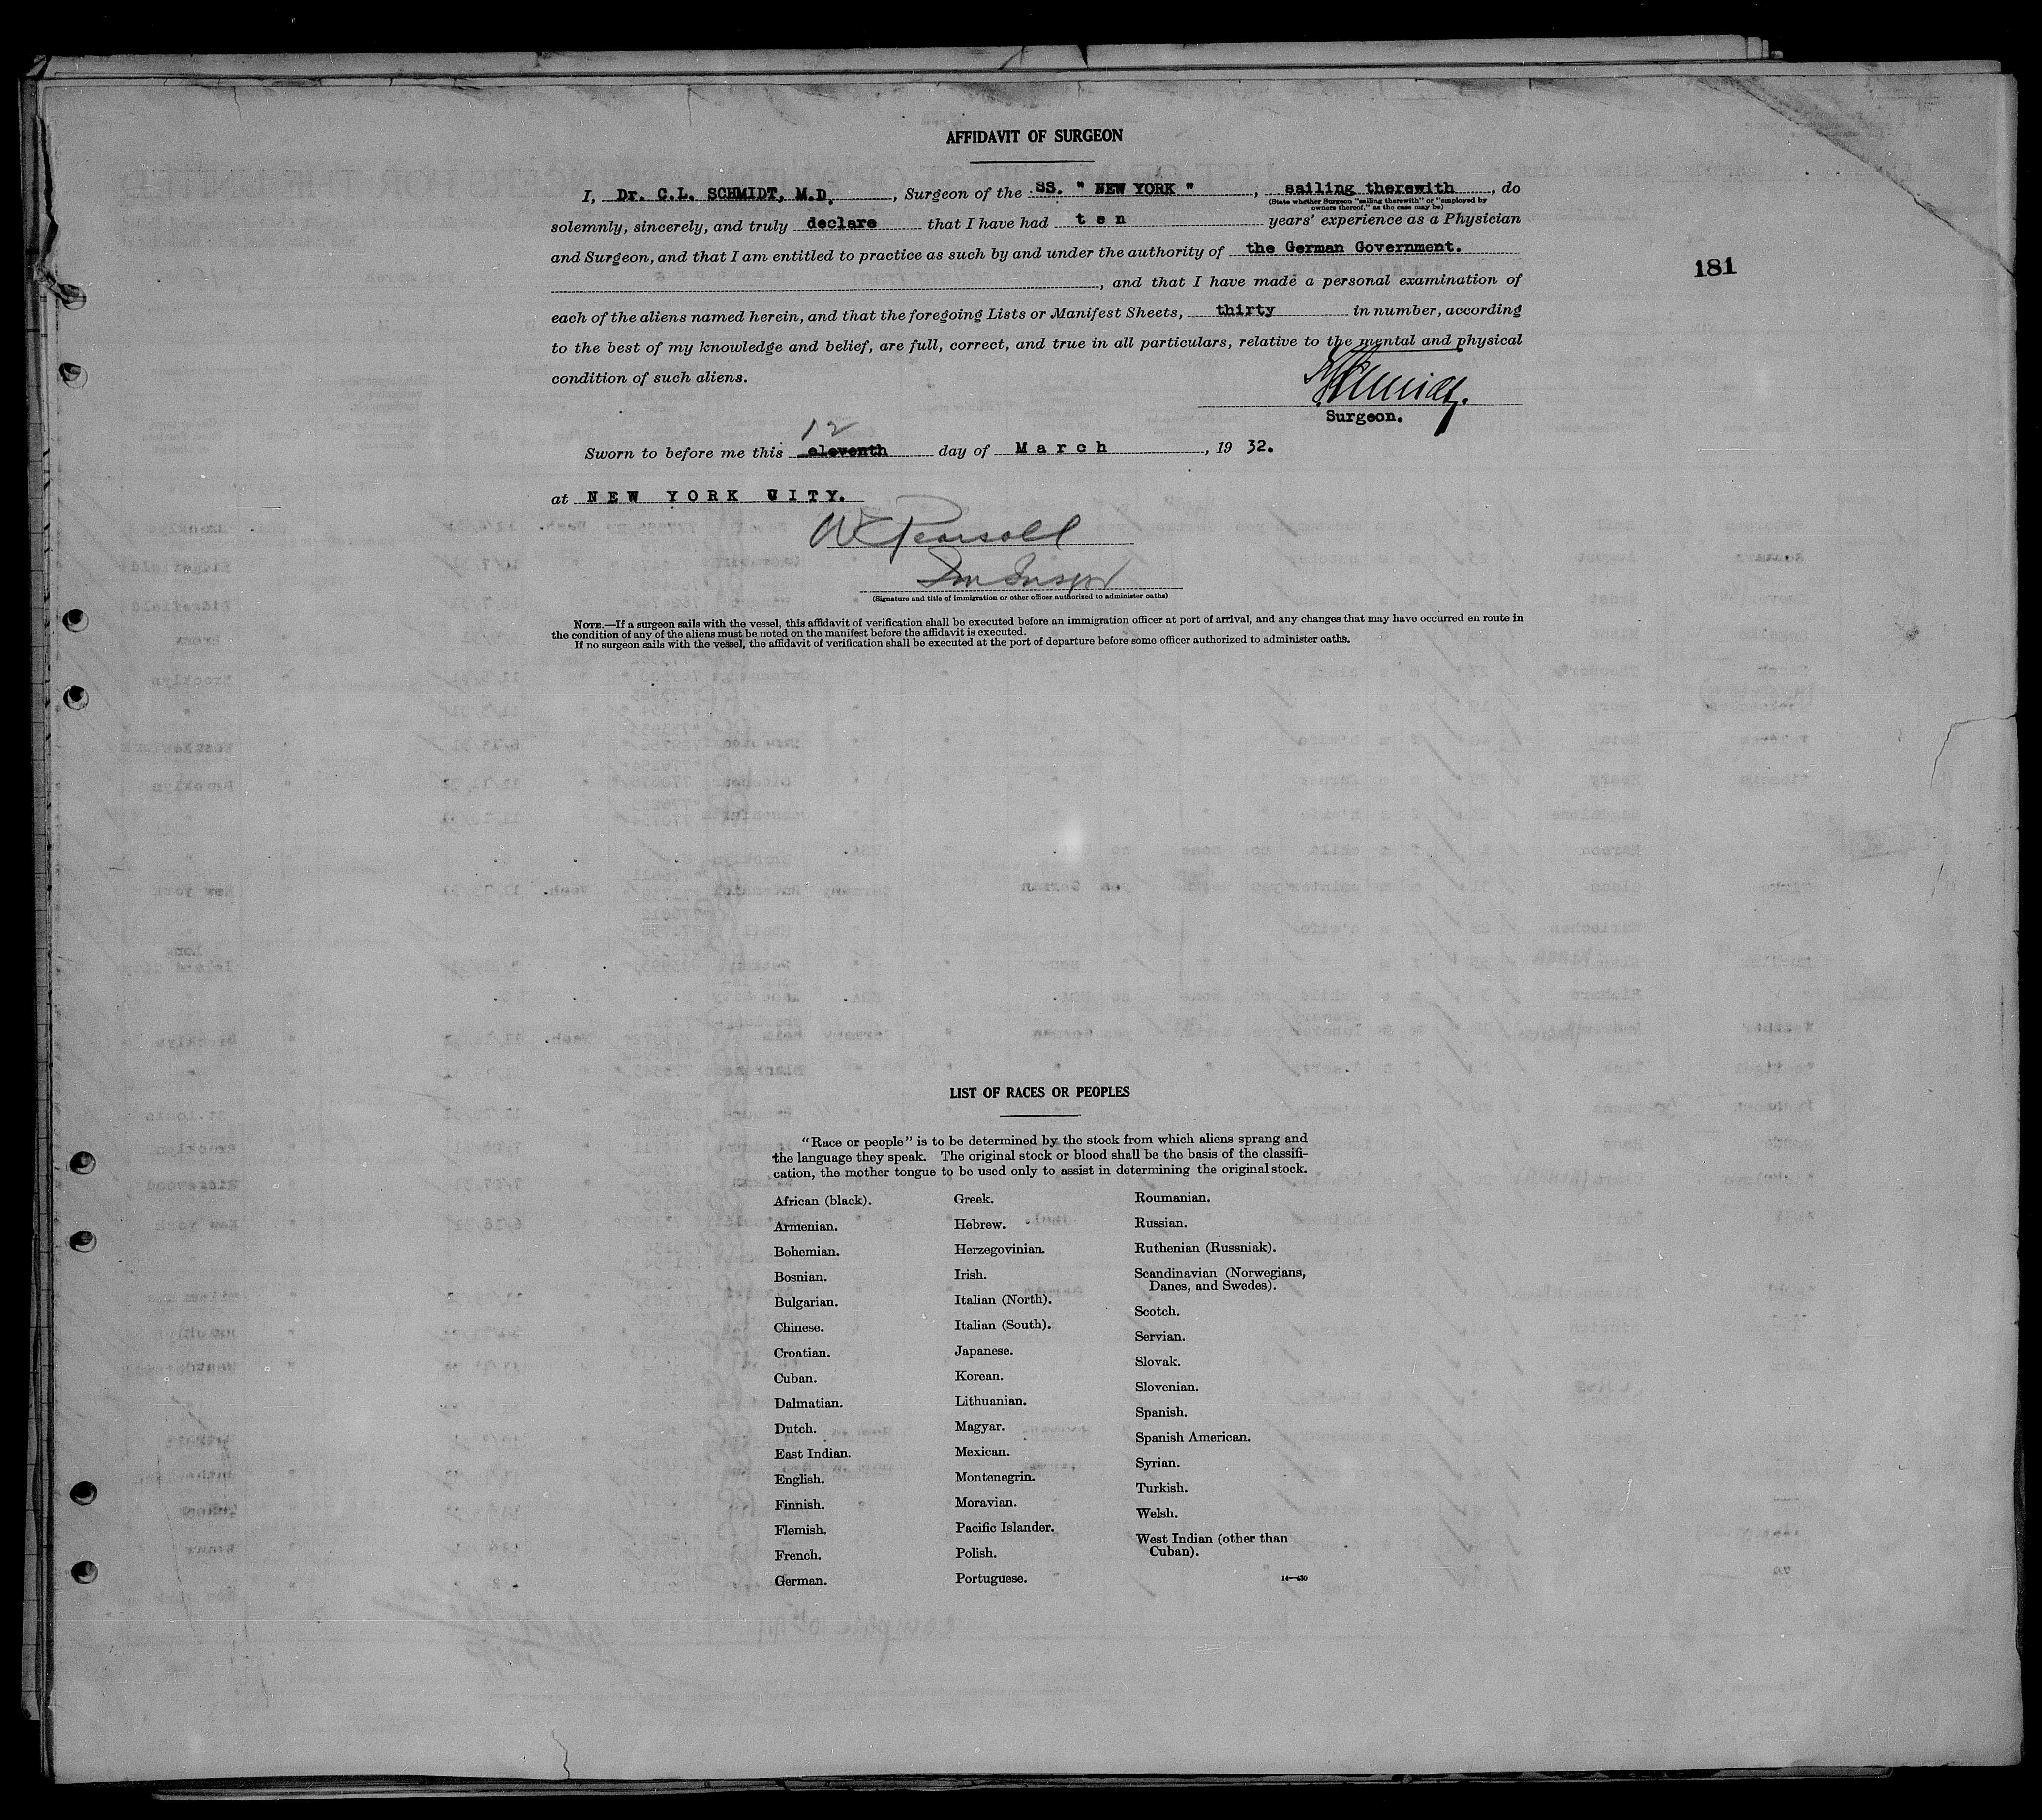 AFFIDAVIT OF SURGEON
I, Dr. C.L. SCHMIDT, M.D., Surgeon of the SS. " NEW YORK ", sailing therewith, do
(State whether Surgeon "sailing therewith" or "employed by
owners thereof," as the case may be)
solemnly, sincerely, and truly declare that I have had t e n years' experience as a Physician
and Surgeon, and that I am entitled to practice as such by and under the authority of the German Government.
181
, and that I have made a personal examination of
each of the aliens named herein, and that the foregoing Lists or Manifest Sheets, thirty in number, according
to the best of my knowledge and belief, are full, correct, and true in all particulars, relative to the mental and physical
condition of such aliens.
Schmidt.
Surgeon.
12
Sworn to before me this eleventh day of M a r c h, 19 32.
at N E W Y O R K C I T Y.
W Pearsall
Im Inspr
(Signature and title of immigration or other officer authorized to administer oaths)
NOTE.—If a surgeon sails with the vessel, this affidavit of verification shall be executed before an immigration officer at port of arrival, and any changes that may have occurred en route in
the condition of any of the aliens must be noted on the manifest before the affidavit is executed.
If no surgeon sails with the vessel, the affidavit of verification shall be executed at the port of departure before some officer authorized to administer oaths.
LIST OF RACES OR PEOPLES
"Race or people" is to be determined by the stock from which aliens sprang and
the language they speak. The original stock or blood shall be the basis of the classifi-
cation, the mother tongue to be used only to assist in determining the original stock.
African (black).
Armenian.
Bohemian.
Bosnian.
Bulgarian.
Chinese.
Croatian.
Cuban.
Dalmatian.
Dutch.
East Indian.
English.
Finnish.
Flemish.
French.
German.
Greek.
Hebrew.
Herzegovinian.
Irish.
Italian (North).
Italian (South).
Japanese.
Korean.
Lithuanian.
Magyar.
Mexican.
Montenegrin.
Moravian.
Pacific Islander.
Polish.
Portuguese.
Roumanian.
Russian.
Ruthenian (Russniak).
Scandinavian (Norwegians,
Danes, and Swedes).
Scotch.
Servian.
Slovak.
Slovenian.
Spanish.
Spanish American.
Syrian.
Turkish.
Welsh.
West Indian (other than
Cuban).